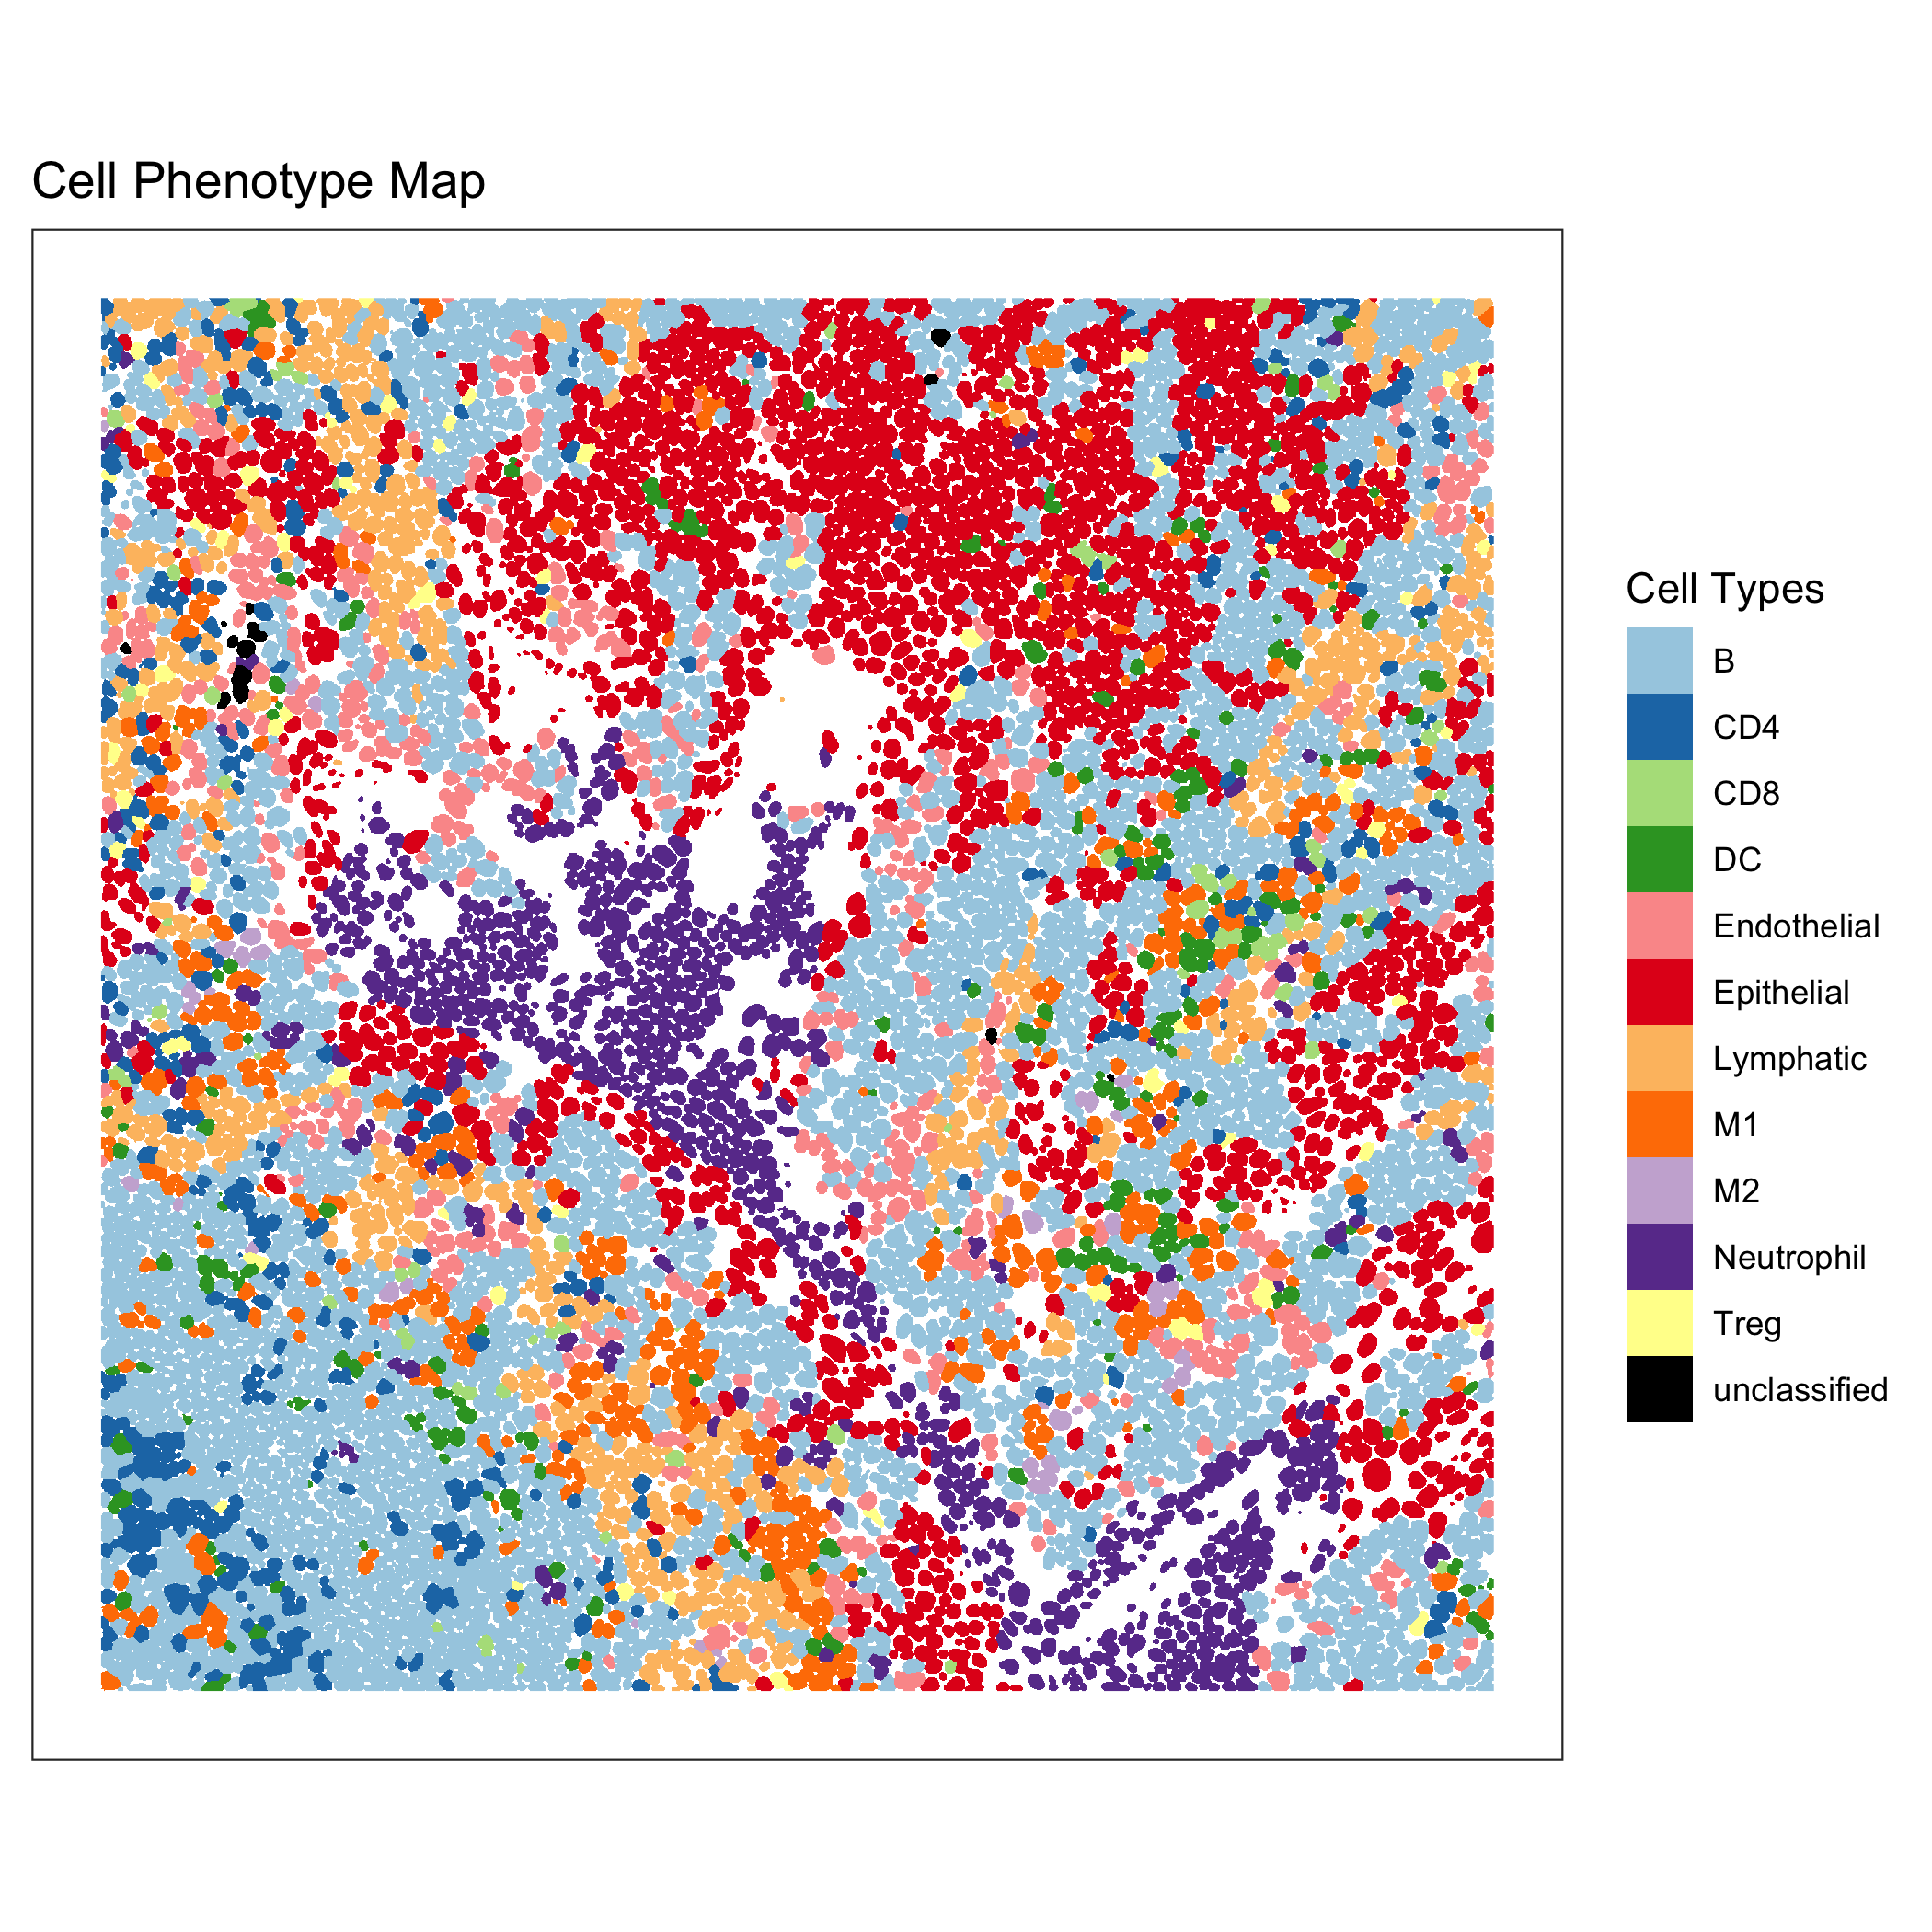 Cell Phenotype Map
Cell Types
B
CD4
CD8
DC
Endothelial
Epithelial
Lymphatic
M1
M2
Neutrophil
Treg
unclassified